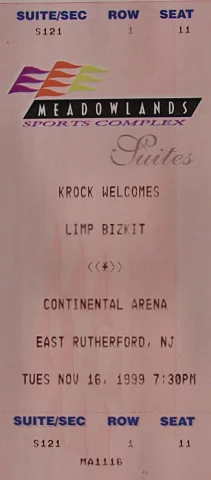 SUITE/SEC ROW SEAT
S121 1 11
MEADOWLANDS
SPORTS COMPLEX
Suites
KROCK WELCOMES
LIMP BIZKIT
((*))
CONTINENTAL ARENA
EAST RUTHERFORD, NJ
TUES NOV 16, 1999 7:30PM
SUITE/SEC ROW SEAT
S121 1 11
MA1116